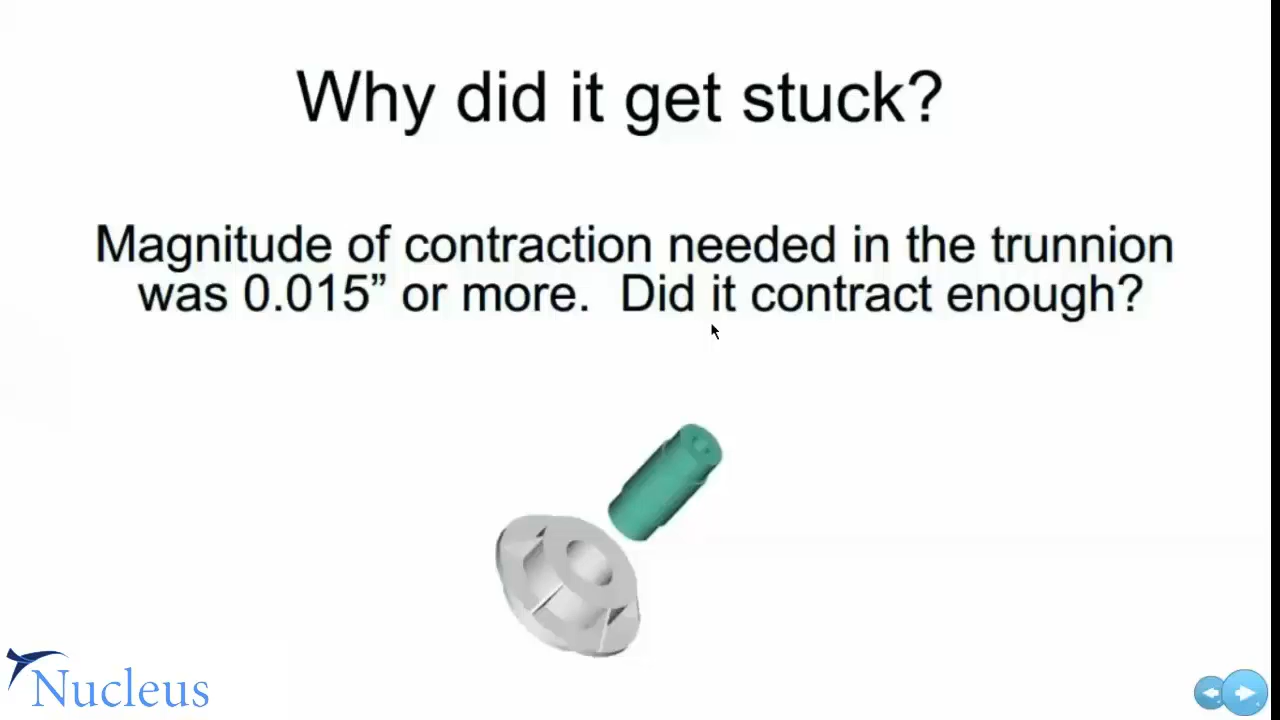 Why did it get stuck?
Magnitude of contraction needed in the trunnion
was 0.015” or more.  Did it contract enough?
Nucleus